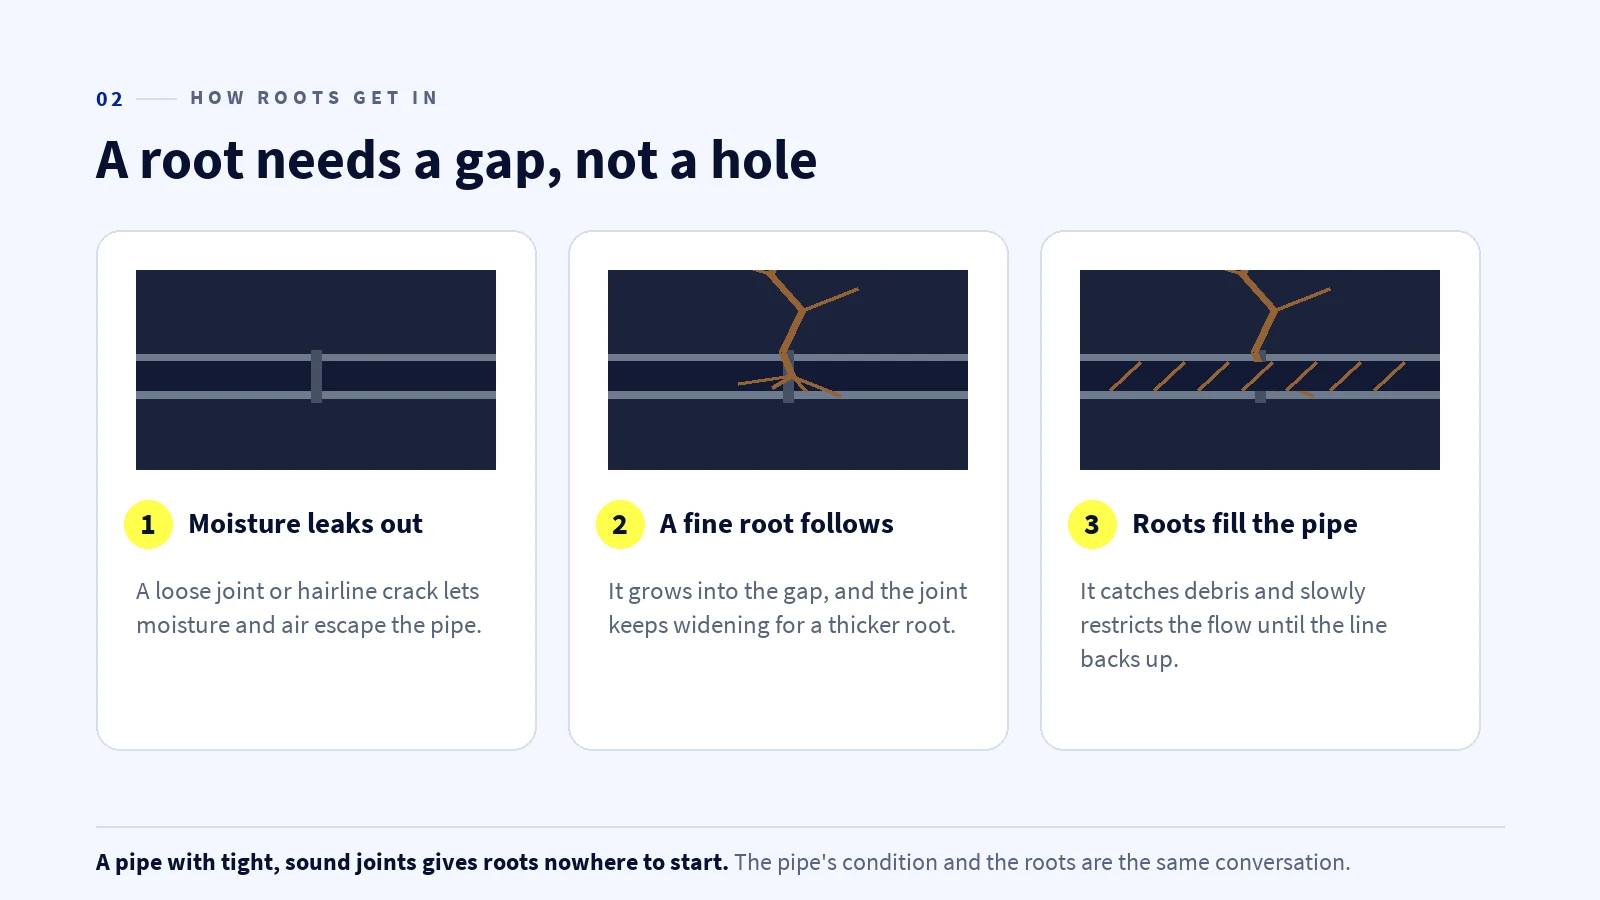 02 HOW ROOTS GET IN
A root needs a gap, not a hole
1 Moisture leaks out
A loose joint or hairline crack lets
moisture and air escape the pipe.
2 A fine root follows
It grows into the gap, and the joint
keeps widening for a thicker root.
3 Roots fill the pipe
It catches debris and slowly
restricts the flow until the line
backs up.
A pipe with tight, sound joints gives roots nowhere to start. The pipe's condition and the roots are the same conversation.